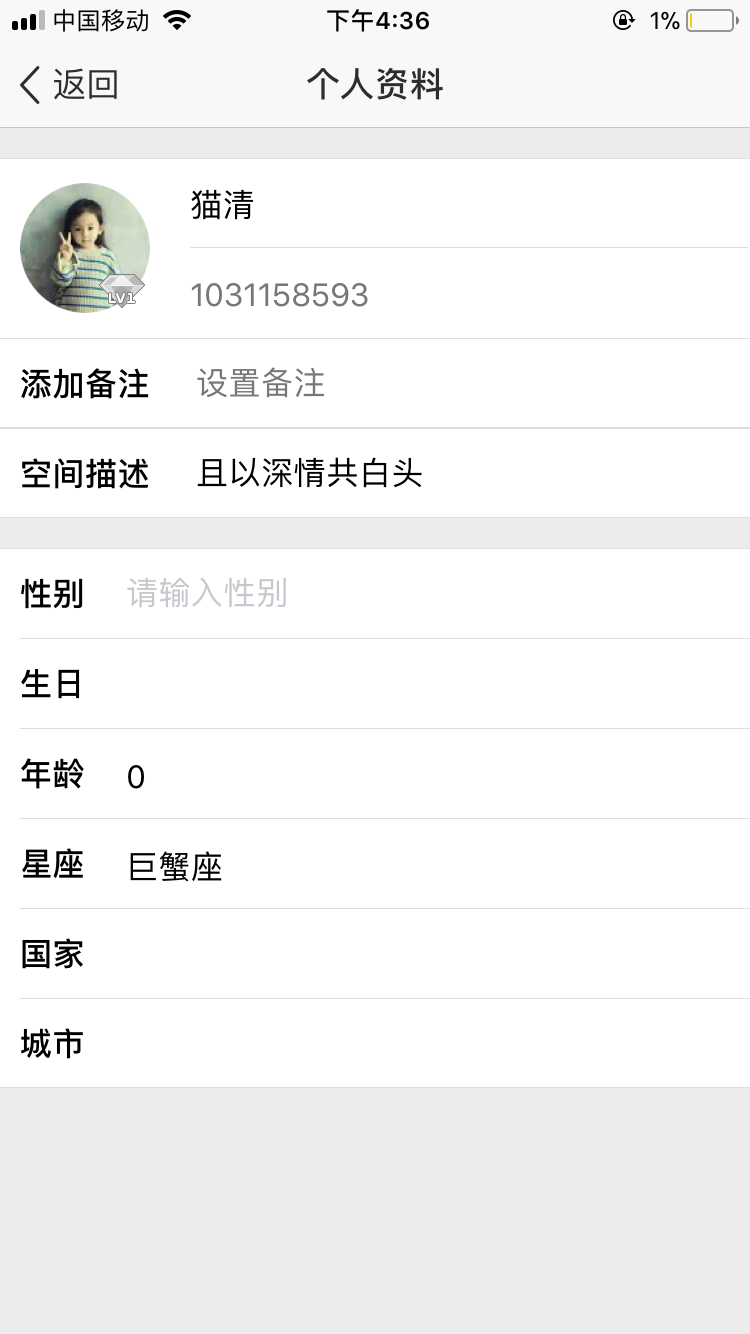 中国移动 下午4:36 1%
返回 个人资料
猫清
LV1
1031158593
添加备注 设置备注
空间描述 且以深情共白头
性别 请输入性别
生日
年龄 0
星座 巨蟹座
国家
城市